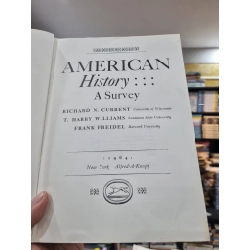 AMERICAN
History :::
A Survey
RICHARD N. CURRENT University of Wisconsin
T. HARRY WILLIAMS Louisiana State University
FRANK FREIDEL Harvard University
: 1964 :
New York Alfred · A · Knopf